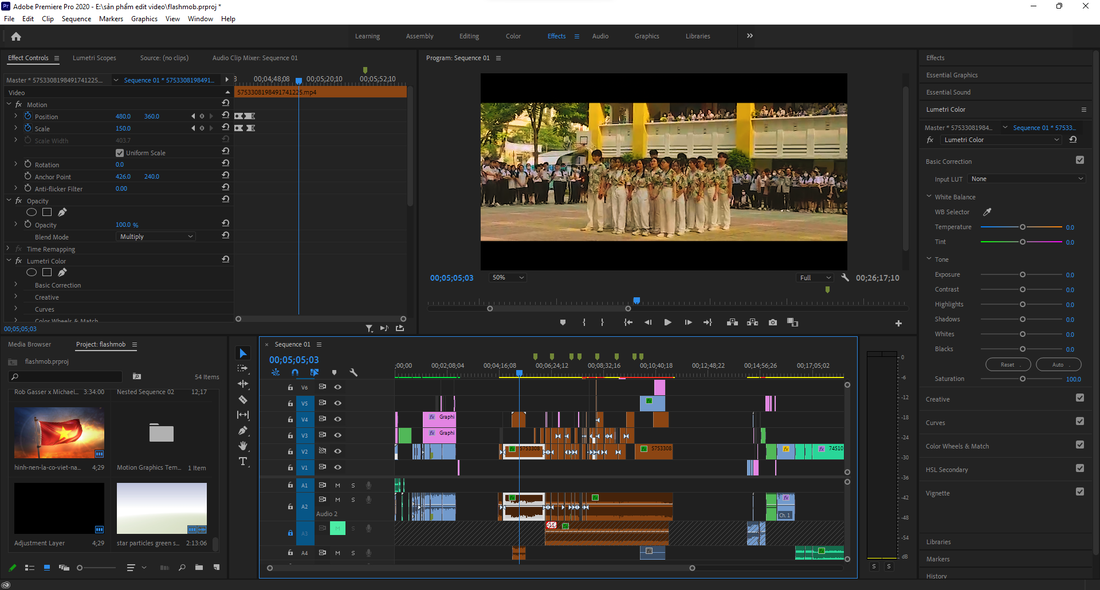 Adobe Premiere Pro 2020 - E:\sản phẩm edit video\flashmob.prproj *
File Edit Clip Sequence Markers Graphics View Window Help
Learning Assembly Editing Color Effects Audio Graphics Libraries
Effect Controls Lumetri Scopes Source: (no clips) Audio Clip Mixer: Sequence 01
Master * 5753308198491741225... Sequence 01 * 5753308198491...
00;04;48;08 00;05;20;10 00;05;52;10
Video
5753308198491741225.mp4
fx Motion
Position 480.0 360.0
Scale 150.0
Scale Width
Uniform Scale
Rotation 0.0
Anchor Point 426.0 240.0
Anti-flicker Filter 0.00
fx Opacity
Opacity 100.0 %
Blend Mode Multiply
fx Time Remapping
fx Lumetri Color
Basic Correction
Creative
Curves
Color Wheels & Match
00;05;05;03
Program: Sequence 01
00;05;05;03 50% Full 00;26;17;10
Effects
Essential Graphics
Essential Sound
Lumetri Color
Master * 57533081984... Sequence 01 * 57533...
fx Lumetri Color
Basic Correction
Input LUT None
White Balance
WB Selector
Temperature 0.0
Tint 0.0
Tone
Exposure 0.0
Contrast 0.0
Highlights 0.0
Shadows 0.0
Whites 0.0
Blacks 0.0
Reset Auto
Saturation 100.0
Creative
Curves
Color Wheels & Match
HSL Secondary
Vignette
Libraries
Markers
History
Media Browser Project: flashmob
flashmob.prproj
54 Items
Rob Gasser x Michael... 3;34:00 Nested Sequence 02 12;17
hinh-nen-la-co-viet-na... 4;29 Motion Graphics Tem... 1 Item
Adjustment Layer 4;29 star particles green s... 2:13:06
Sequence 01
00;05;05;03
;00;00 00;02;08;04 00;04;16;08 00;06;24;12 00;08;32;16 00;10;40;18 00;12;48;22 00;14;56;26 00;17;05;02
V6
V5
V4
V3 Graphi
V2 5753308 5753308 74510
V1
A1 M S
A2 M S
Audio 2
Ch. 1
A3 M S
A4 M S
0
-6
-12
-18
-24
-30
-36
-42
-48
-54
dB
S S